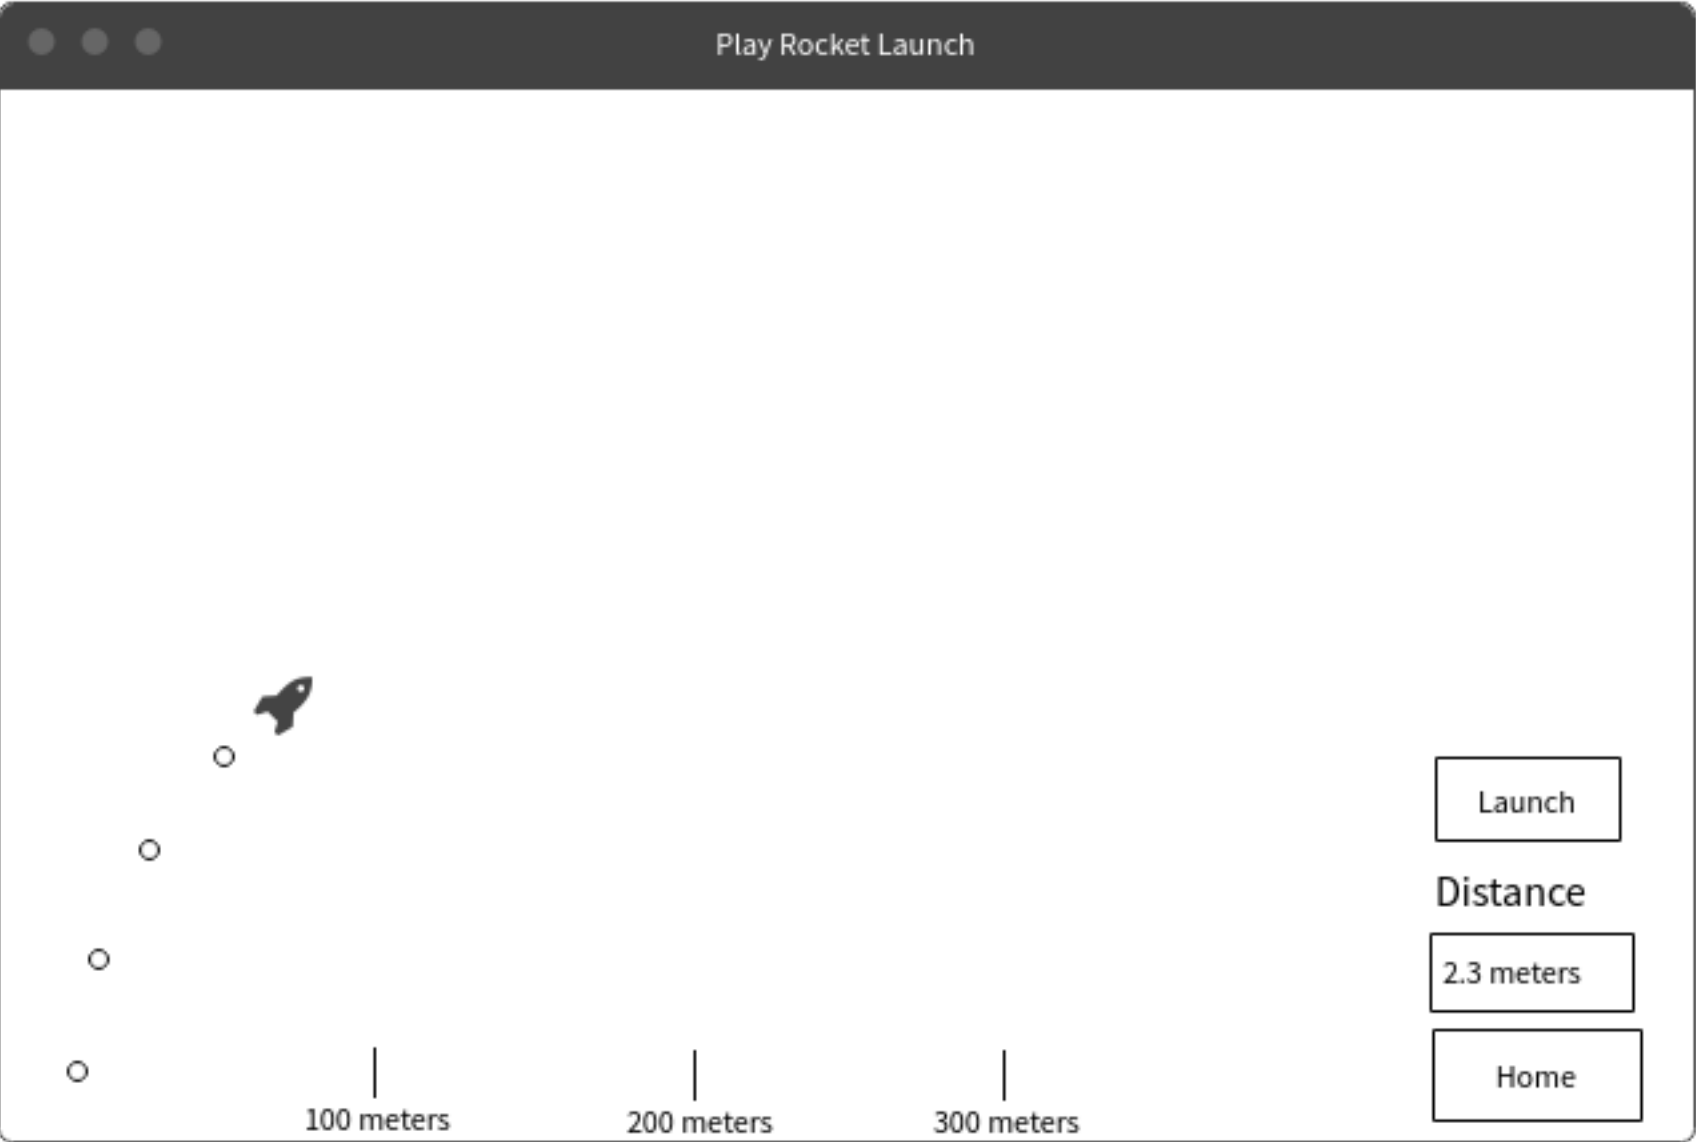 Play Rocket Launch
Launch
Distance
2.3 meters
Home
100 meters
200 meters
300 meters